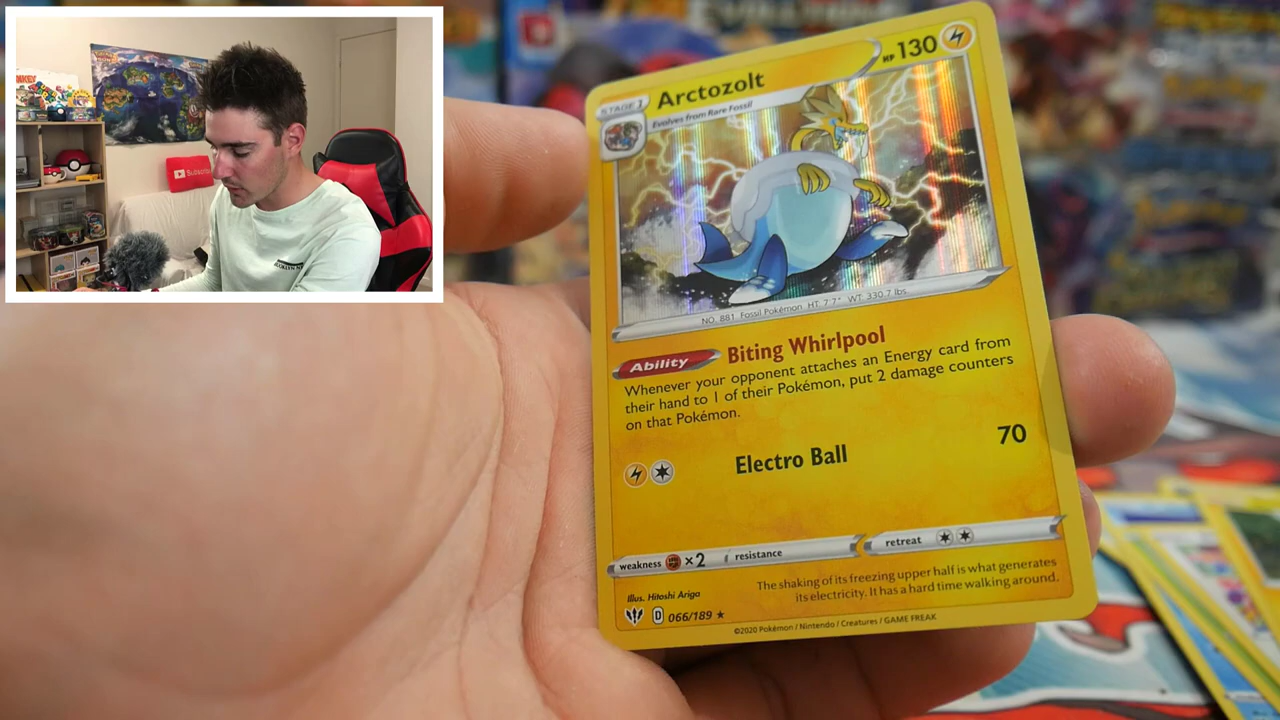 STAGE 1
Arctozolt
HP 130
Evolves from Rare Fossil
NO. 881 Fossil Pokémon HT: 7'7" WT: 330.7 lbs.
Ability Biting Whirlpool
Whenever your opponent attaches an Energy card from
their hand to 1 of their Pokémon, put 2 damage counters
on that Pokémon.
Electro Ball 70
weakness ×2 resistance retreat
The shaking of its freezing upper half is what generates
its electricity. It has a hard time walking around.
Illus. Hitoshi Ariga
D 066/189 ★
©2020 Pokémon / Nintendo / Creatures / GAME FREAK